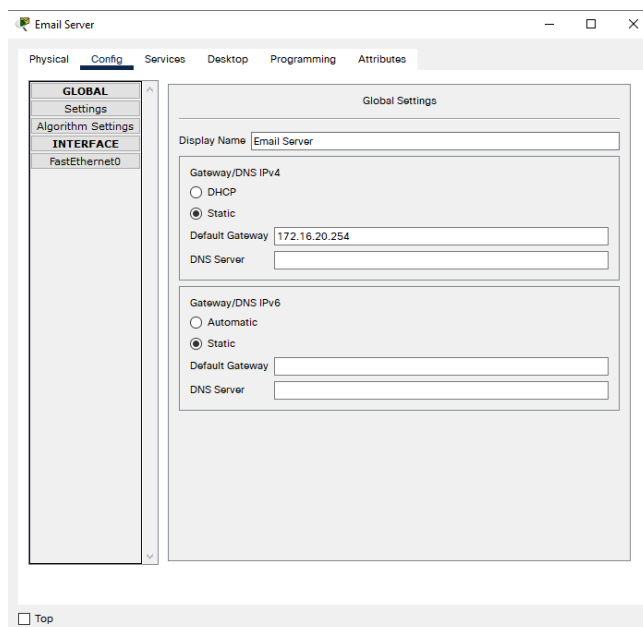 Email Server
Physical Config Services Desktop Programming Attributes
GLOBAL
Settings
Algorithm Settings
INTERFACE
FastEthernet0
Global Settings
Display Name Email Server
Gateway/DNS IPv4
DHCP
Static
Default Gateway 172.16.20.254
DNS Server
Gateway/DNS IPv6
Automatic
Static
Default Gateway
DNS Server
Top